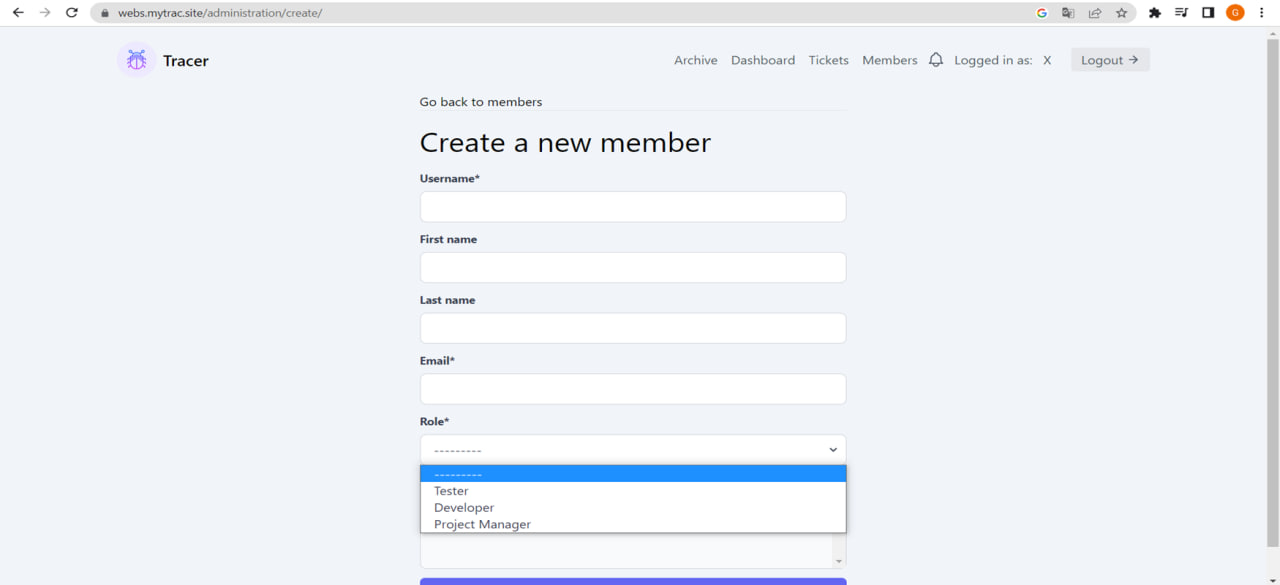 webs.mytrac.site/administration/create/
G
Tracer
Archive Dashboard Tickets Members Logged in as: X Logout →
Go back to members
Create a new member
Username*
First name
Last name
Email*
Role*
---------
---------
Tester
Developer
Project Manager